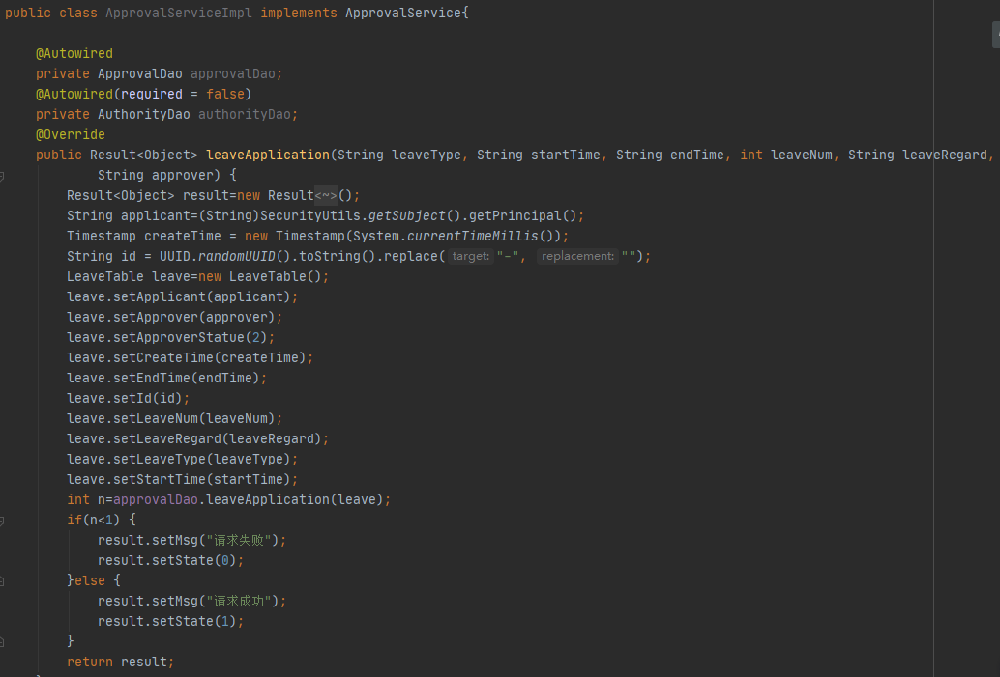 public class ApprovalServiceImpl implements ApprovalService{
@Autowired
private ApprovalDao approvalDao;
@Autowired(required = false)
private AuthorityDao authorityDao;
@Override
public Result<Object> leaveApplication(String leaveType, String startTime, String endTime, int leaveNum, String leaveRegard,
String approver) {
Result<Object> result=new Result<~>();
String applicant=(String)SecurityUtils.getSubject().getPrincipal();
Timestamp createTime = new Timestamp(System.currentTimeMillis());
String id = UUID.randomUUID().toString().replace( target: "-", replacement: "");
LeaveTable leave=new LeaveTable();
leave.setApplicant(applicant);
leave.setApprover(approver);
leave.setApproverStatue(2);
leave.setCreateTime(createTime);
leave.setEndTime(endTime);
leave.setId(id);
leave.setLeaveNum(leaveNum);
leave.setLeaveRegard(leaveRegard);
leave.setLeaveType(leaveType);
leave.setStartTime(startTime);
int n=approvalDao.leaveApplication(leave);
if(n<1) {
result.setMsg("请求失败");
result.setState(0);
}else {
result.setMsg("请求成功");
result.setState(1);
}
return result;